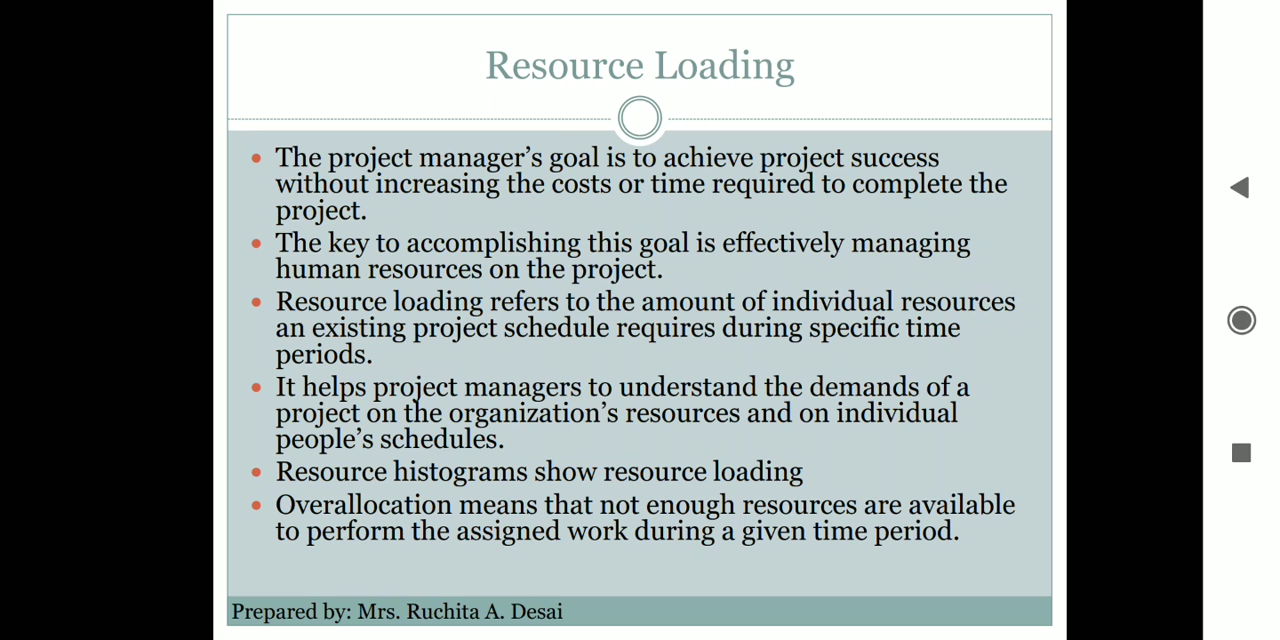 Resource Loading
The project manager’s goal is to achieve project success
without increasing the costs or time required to complete the
project.
The key to accomplishing this goal is effectively managing
human resources on the project.
Resource loading refers to the amount of individual resources
an existing project schedule requires during specific time
periods.
It helps project managers to understand the demands of a
project on the organization’s resources and on individual
people’s schedules.
Resource histograms show resource loading
Overallocation means that not enough resources are available
to perform the assigned work during a given time period.
Prepared by: Mrs. Ruchita A. Desai